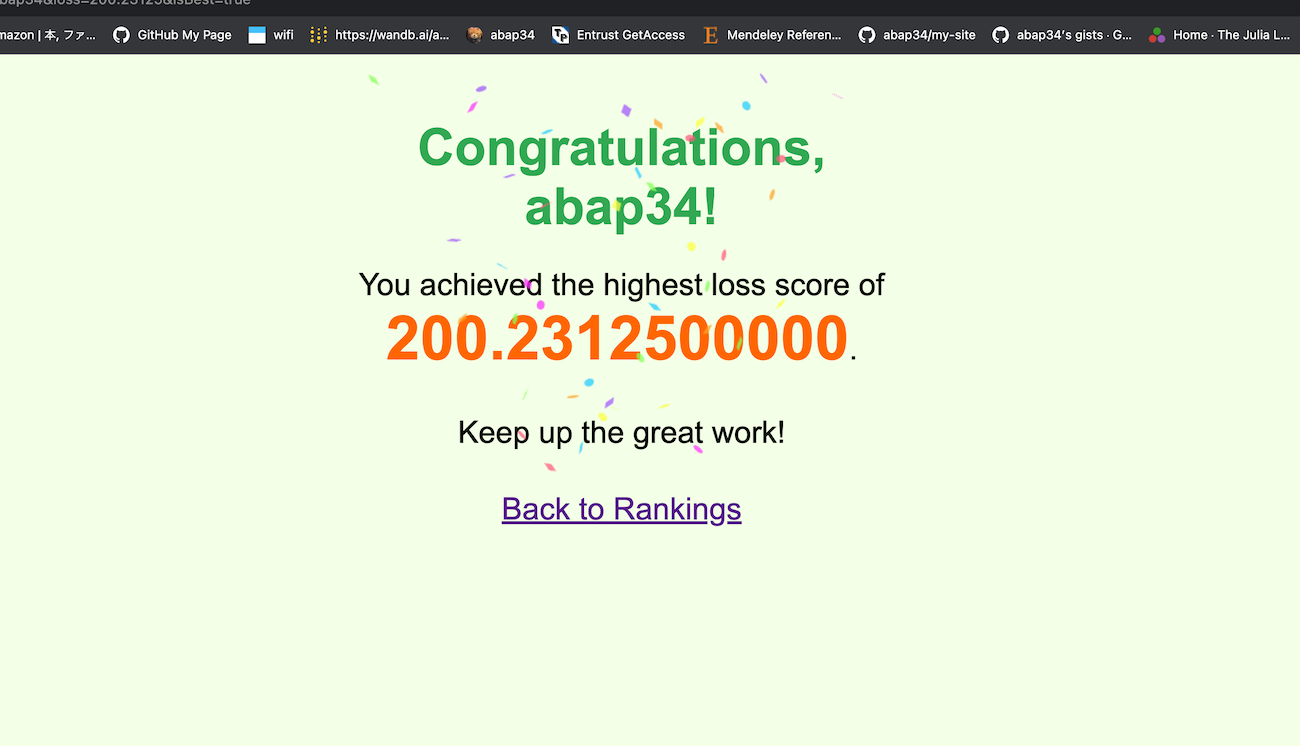 bap34&loss=200.23125&isBest=true
mazon | 本, ファ... GitHub My Page wifi https://wandb.ai/a... abap34 Entrust GetAccess Mendeley Referen... abap34/my-site abap34's gists · G... Home · The Julia L...
Congratulations,
abap34!
You achieved the highest loss score of
200.2312500000.
Keep up the great work!
Back to Rankings